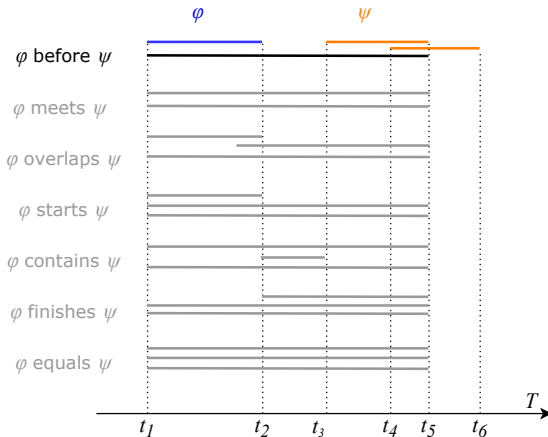 φ ψ
φ before ψ
φ meets ψ
φ overlaps ψ
φ starts ψ
φ contains ψ
φ finishes ψ
φ equals ψ
T
t1 t2 t3 t4 t5 t6